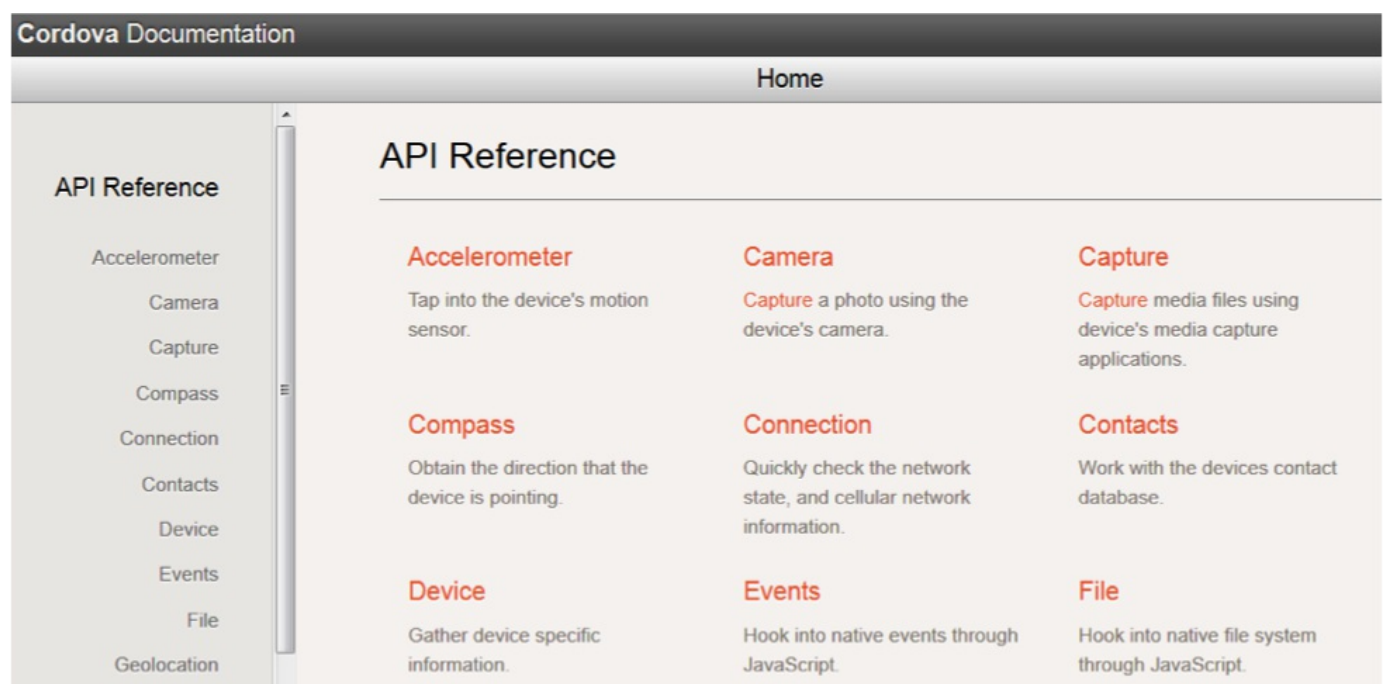 Cordova Documentation
Home
API Reference
Accelerometer
Camera
Capture
Compass
Connection
Contacts
Device
Events
File
Geolocation
API Reference
Accelerometer
Tap into the device's motion
sensor.
Camera
Capture a photo using the
device's camera.
Capture
Capture media files using
device's media capture
applications.
Compass
Obtain the direction that the
device is pointing.
Connection
Quickly check the network
state, and cellular network
information.
Contacts
Work with the devices contact
database.
Device
Gather device specific
information.
Events
Hook into native events through
JavaScript.
File
Hook into native file system
through JavaScript.